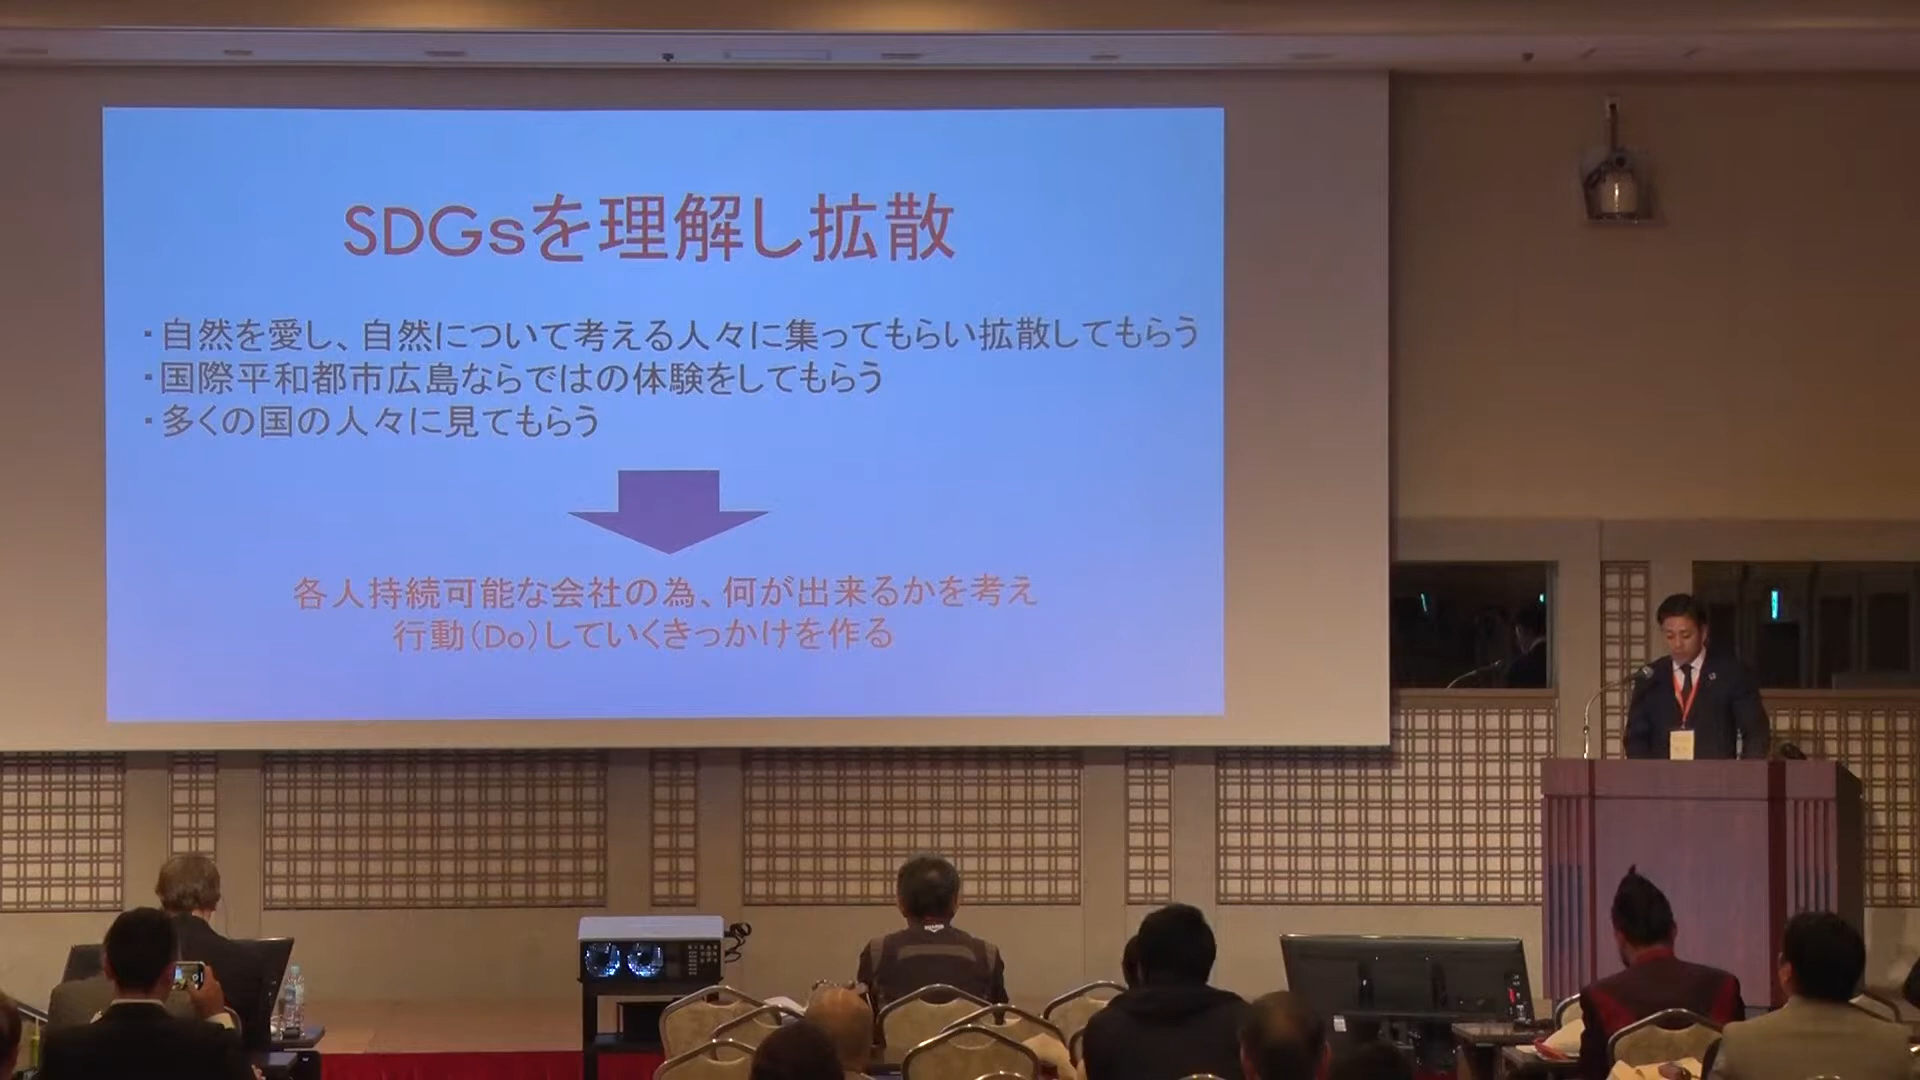 SDGsを理解し拡散
・自然を愛し、自然について考える人々に集ってもらい拡散してもらう
・国際平和都市広島ならではの体験をしてもらう
・多くの国の人々に見てもらう
各人持続可能な会社の為、何が出来るかを考え
行動(Do)していくきっかけを作る